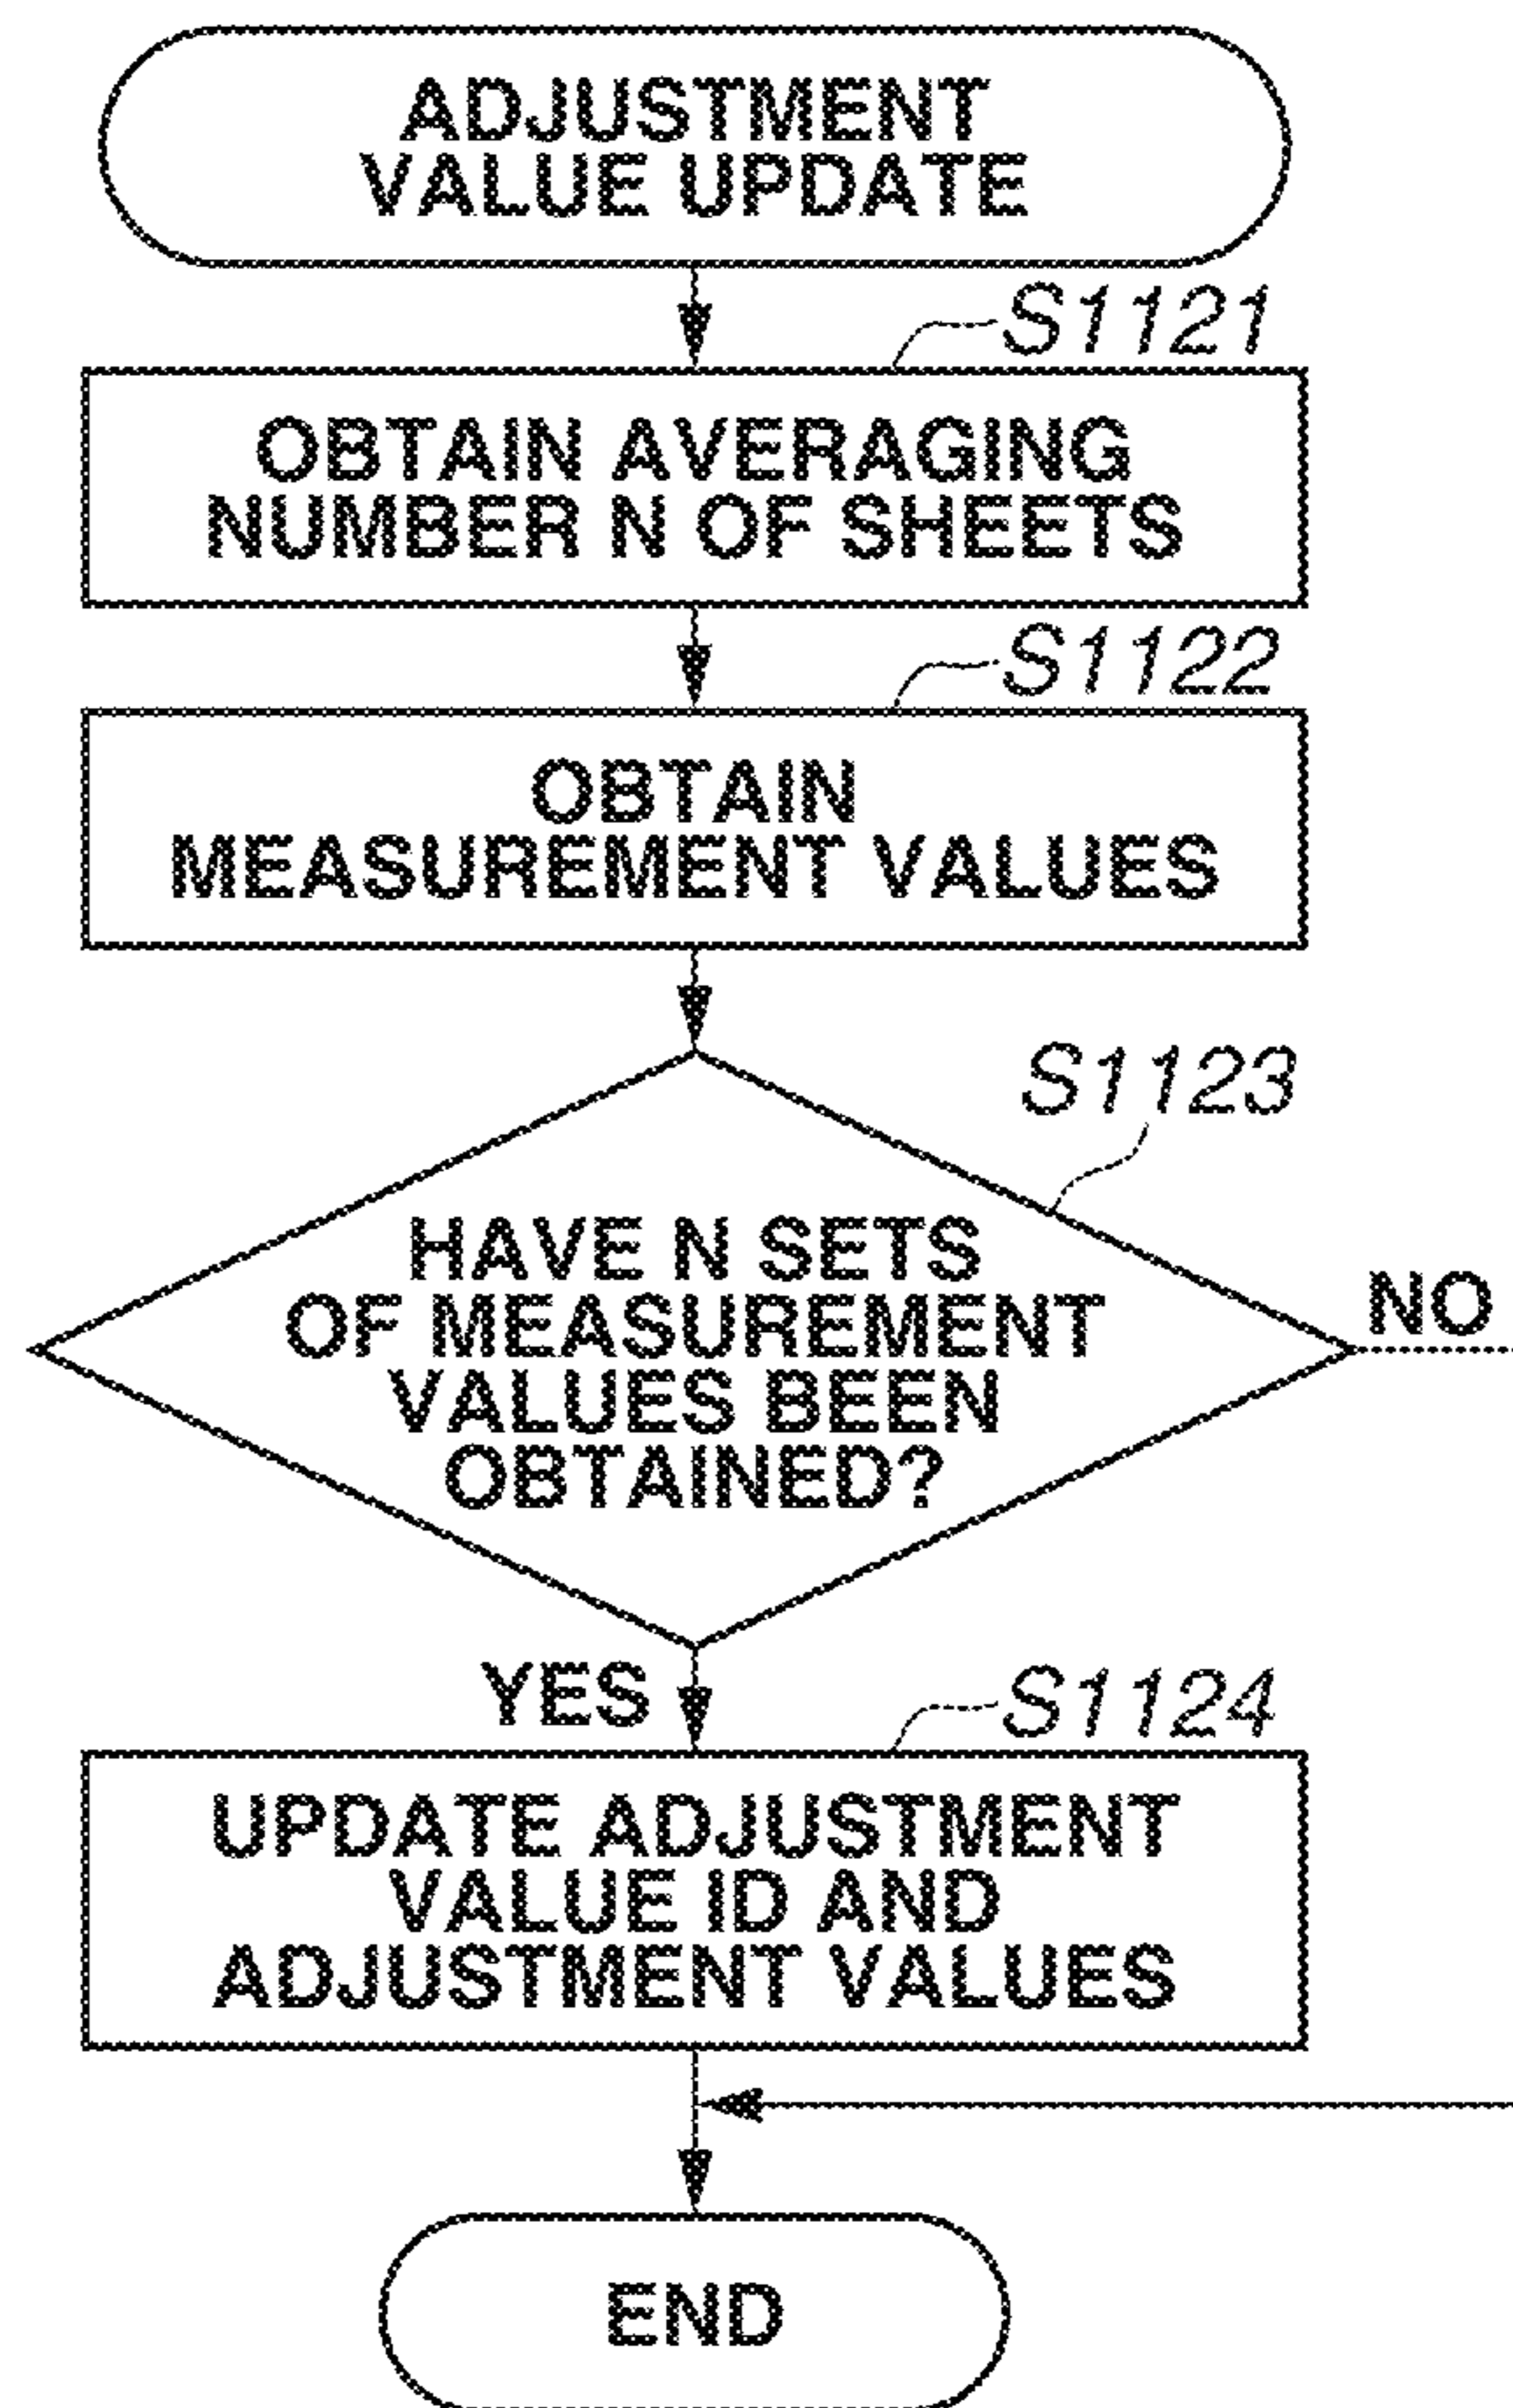 ADJUSTMENT
VALUE UPDATE
S1121
OBTAIN AVERAGING
NUMBER N OF SHEETS
S1122
OBTAIN
MEASUREMENT VALUES
S1123
HAVE N SETS
OF MEASUREMENT
VALUES BEEN
OBTAINED?
NO
YES
S1124
UPDATE ADJUSTMENT
VALUE ID AND
ADJUSTMENT VALUES
END